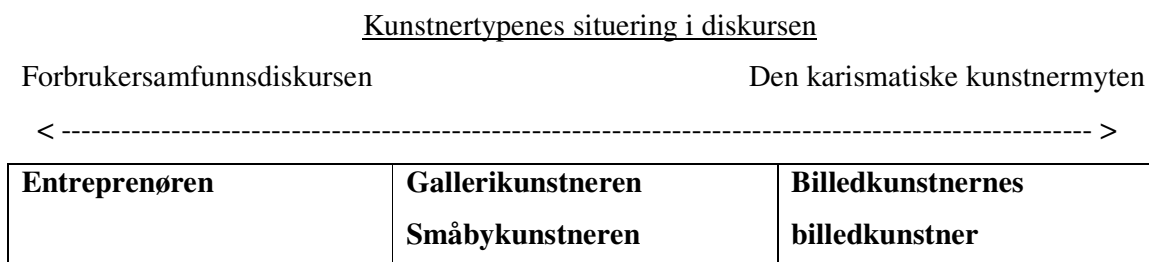 Kunstnertypenes situering i diskursen
Forbrukersamfunnsdiskursen Den karismatiske kunstnermyten
< -------------------------------------------------------------------------------------------------------- >
Entreprenøren Gallerikunstneren Billedkunstnernes
Småbykunstneren billedkunstner